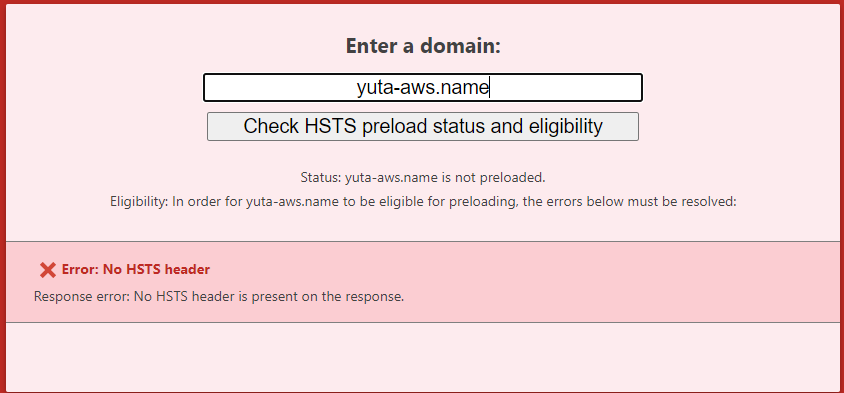 Enter a domain:
yuta-aws.name
Check HSTS preload status and eligibility
Status: yuta-aws.name is not preloaded.
Eligibility: In order for yuta-aws.name to be eligible for preloading, the errors below must be resolved:
❌ Error: No HSTS header
Response error: No HSTS header is present on the response.